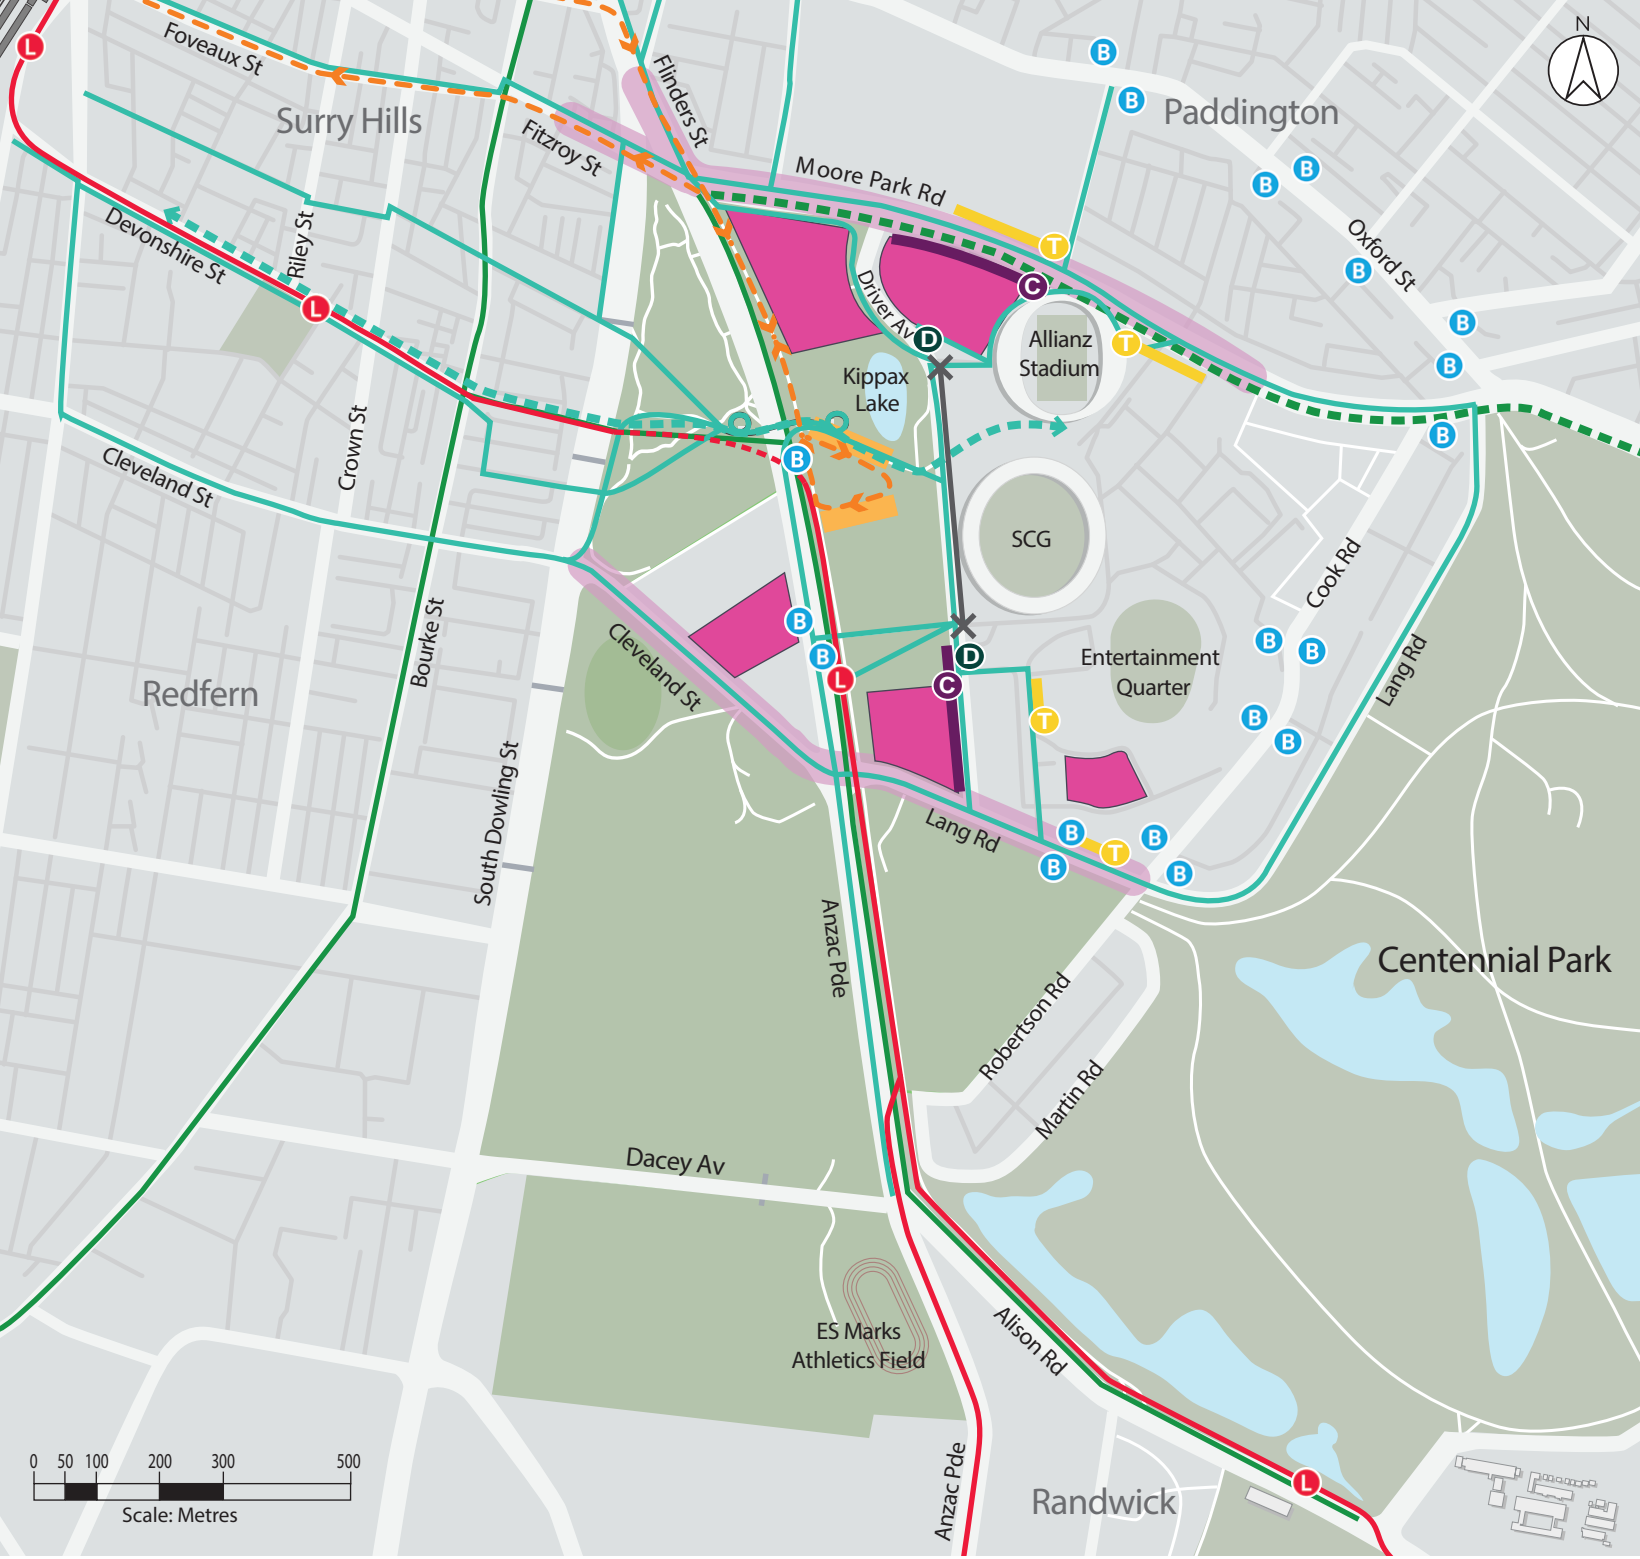 N
L
Foveaux St
Flinders St
B
B
Paddington
Surry Hills
Fitzroy St
Moore Park Rd
B
B
Devonshire St
Riley St
T
Oxford St
B
C
Driver Av
D
L
T
Allianz
Stadium
B
B
Kippax
Lake
Crown St
Cleveland St
B
B
SCG
Cook Rd
Bourke St
Cleveland St
B
B
L
D
C
Entertainment
Quarter
B
B
Lang Rd
Redfern
T
B
B
South Dowling St
Lang Rd
B
B
T
B
B
Anzac Pde
Centennial Park
Robertson Rd
Martin Rd
Dacey Av
ES Marks
Athletics Field
Alison Rd
Anzac Pde
L
Randwick
0 50 100 200 300 500
Scale: Metres